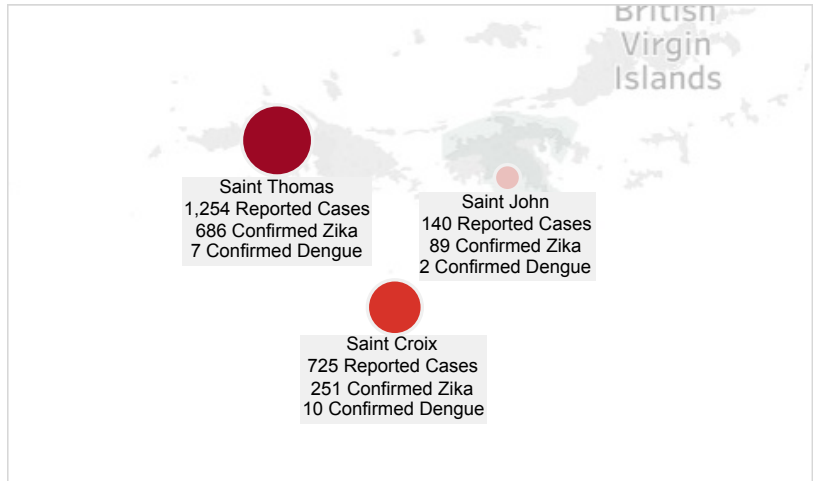 British
Virgin
Islands
Saint Thomas
1,254 Reported Cases
686 Confirmed Zika
7 Confirmed Dengue
Saint John
140 Reported Cases
89 Confirmed Zika
2 Confirmed Dengue
Saint Croix
725 Reported Cases
251 Confirmed Zika
10 Confirmed Dengue